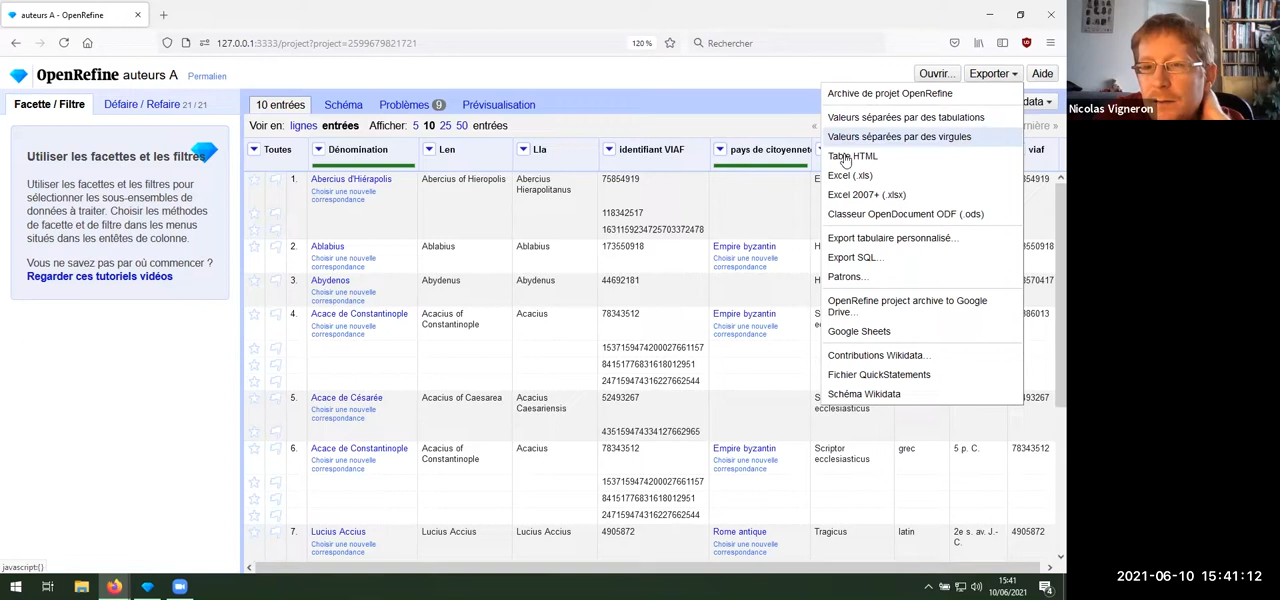 auteurs A - OpenRefine
127.0.0.1:3333/project?project=2599679821721
120 %
Rechercher
OpenRefine auteurs A Permalien
Ouvrir... Exporter Aide
Facette / Filtre Défaire / Refaire 21 / 21
10 entrées Schéma Problèmes 9 Prévisualisation
Voir en: lignes entrées Afficher: 5 10 25 50 entrées
Utiliser les facettes et les filtres
Utiliser les facettes et les filtres pour
sélectionner les sous-ensembles de
données à traiter. Choisir les méthodes
de facette et de filtre dans les menus
situés dans les entêtes de colonne.
Vous ne savez pas par où commencer ?
Regarder ces tutoriels vidéos
Toutes Dénomination Len Lla identifiant VIAF pays de citoyennet viaf
1. Abercius d'Hiérapolis Abercius of Hieropolis Abercius 75854919
Hierapolitanus
Choisir une nouvelle
correspondance
118342517
1631159234725703372478
2. Ablabius Ablabius Ablabius 173550918 Empire byzantin
Choisir une nouvelle Choisir une nouvelle
correspondance correspondance
3. Abydenos Abydenus Abydenus 44692181
Choisir une nouvelle
correspondance
4. Acace de Constantinople Acacius of Acacius 78343512 Empire byzantin
Constantinople
Choisir une nouvelle Choisir une nouvelle
correspondance correspondance
1537159474200027661157
84151776831618012951
247159474316227662544
5. Acace de Césarée Acacius of Caesarea Acacius 52493267
Caesariensis ecclesiasticus
Choisir une nouvelle
correspondance
435159474334127662965
6. Acace de Constantinople Acacius of Acacius 78343512 Empire byzantin Scriptor grec 5 p. C. 78343512
Constantinople ecclesiasticus
Choisir une nouvelle Choisir une nouvelle
correspondance correspondance
1537159474200027661157
84151776831618012951
247159474316227662544
7. Lucius Accius Lucius Accius Lucius Accius 4905872 Rome antique Tragicus latin 2e s. av. J.- 4905872
C.
Choisir une nouvelle Choisir une nouvelle
correspondance correspondance
Archive de projet OpenRefine
Valeurs séparées par des tabulations
Valeurs séparées par des virgules
Table HTML
Excel (.xls)
Excel 2007+ (.xlsx)
Classeur OpenDocument ODF (.ods)
Export tabulaire personnalisé...
Export SQL...
Patrons...
OpenRefine project archive to Google
Drive...
Google Sheets
Contributions Wikidata...
Fichier QuickStatements
Schéma Wikidata
javascript:{}
15:41
10/06/2021
4
Nicolas Vigneron
2021-06-10 15:41:12